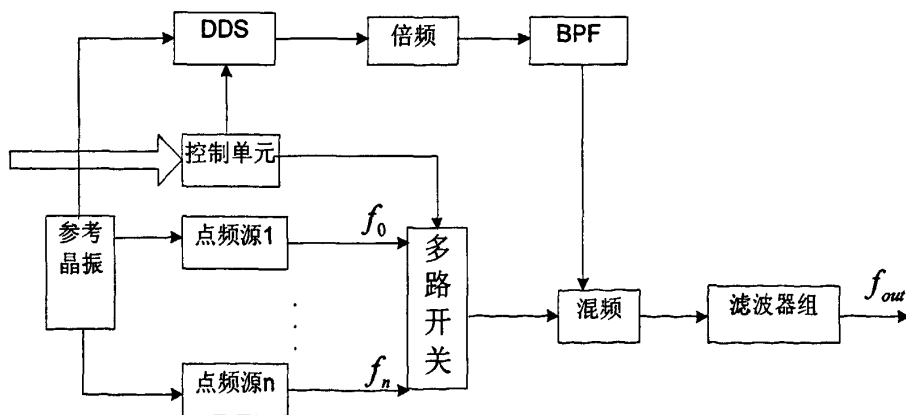 DDS
倍频
BPF
控制单元
参考
晶振
点频源1
f₀
多
路
开
关
混频
滤波器组
f_out
点频源n
fₙ